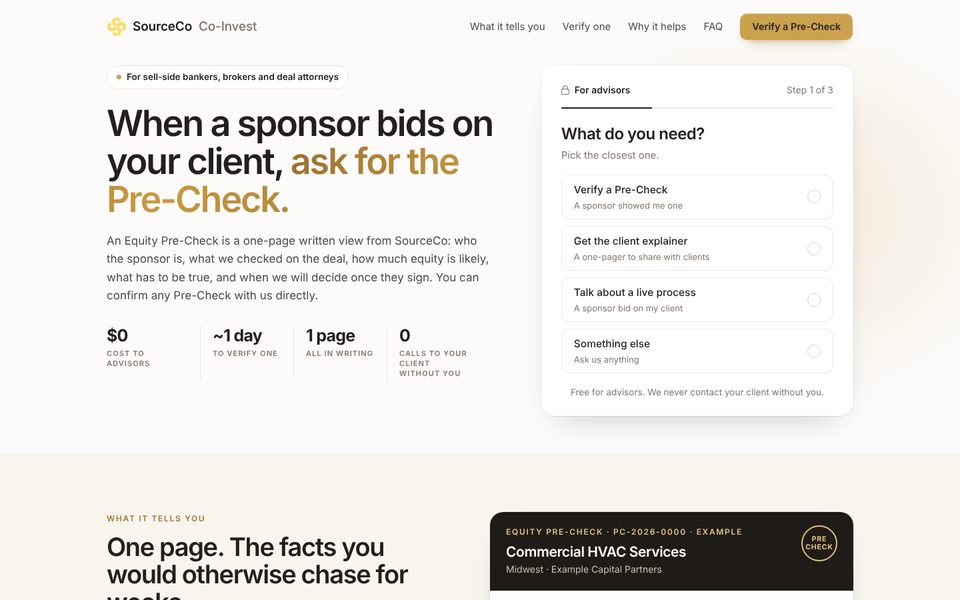 SourceCo Co-Invest
What it tells you
Verify one
Why it helps
FAQ
Verify a Pre-Check
For sell-side bankers, brokers and deal attorneys
When a sponsor bids on
your client, ask for the
Pre-Check.
An Equity Pre-Check is a one-page written view from SourceCo: who
the sponsor is, what we checked on the deal, how much equity is likely,
what has to be true, and when we will decide once they sign. You can
confirm any Pre-Check with us directly.
$0
COST TO
ADVISORS
~1 day
TO VERIFY ONE
1 page
ALL IN WRITING
0
CALLS TO YOUR
CLIENT
WITHOUT YOU
For advisors
Step 1 of 3
What do you need?
Pick the closest one.
Verify a Pre-Check
A sponsor showed me one
Get the client explainer
A one-pager to share with clients
Talk about a live process
A sponsor bid on my client
Something else
Ask us anything
Free for advisors. We never contact your client without you.
WHAT IT TELLS YOU
One page. The facts you
would otherwise chase for
weeks.
EQUITY PRE-CHECK · PC-2026-0000 · EXAMPLE
Commercial HVAC Services
Midwest · Example Capital Partners
PRE
CHECK